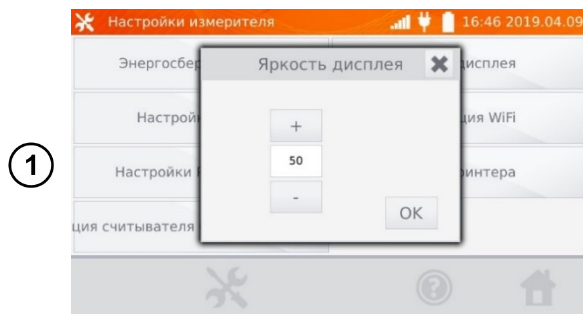 Настройки измерителя
16:46 2019.04.09
Энергосбер
Яркость дисплея
дисплея
Настрой
+
ция WiFi
1
50
Настройки
интера
-
OK
ция считывателя